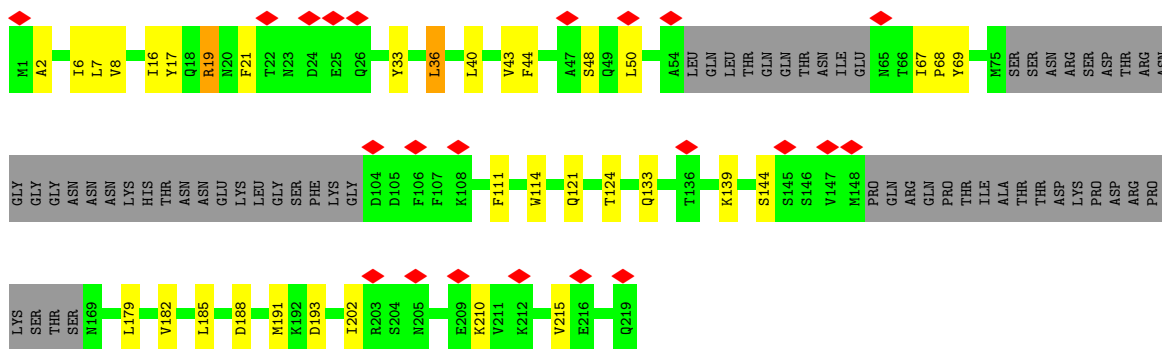 M1 A2 I6 L7 V8 I16 Y17 Q18 R19 N20 F21 T22 N23 D24 E25 Q26 Y33 L36 L40 V43 F44 A47 S48 Q49 L50 A54 LEU GLN LEU THR GLN GLN THR ASN ILE GLU N65 T66 I67 P68 Y69 M75 SER SER ASN ARG SER ASP THR ARG ASN
GLY GLY GLY ASN ASN ASN LYS HIS THR ASN ASN GLU LYS LEU GLY SER PHE LYS GLY D104 D105 F106 F107 K108 F111 W114 Q121 T124 Q133 T136 K139 S144 S145 S146 V147 M148 PRO GLN ARG GLN PRO THR ILE ALA THR THR ASP LYS PRO ASP ARG PRO
LYS SER THR SER N169 L179 V182 L185 D188 M191 K192 D193 I202 R203 S204 N205 E209 K210 V211 K212 V215 E216 Q219